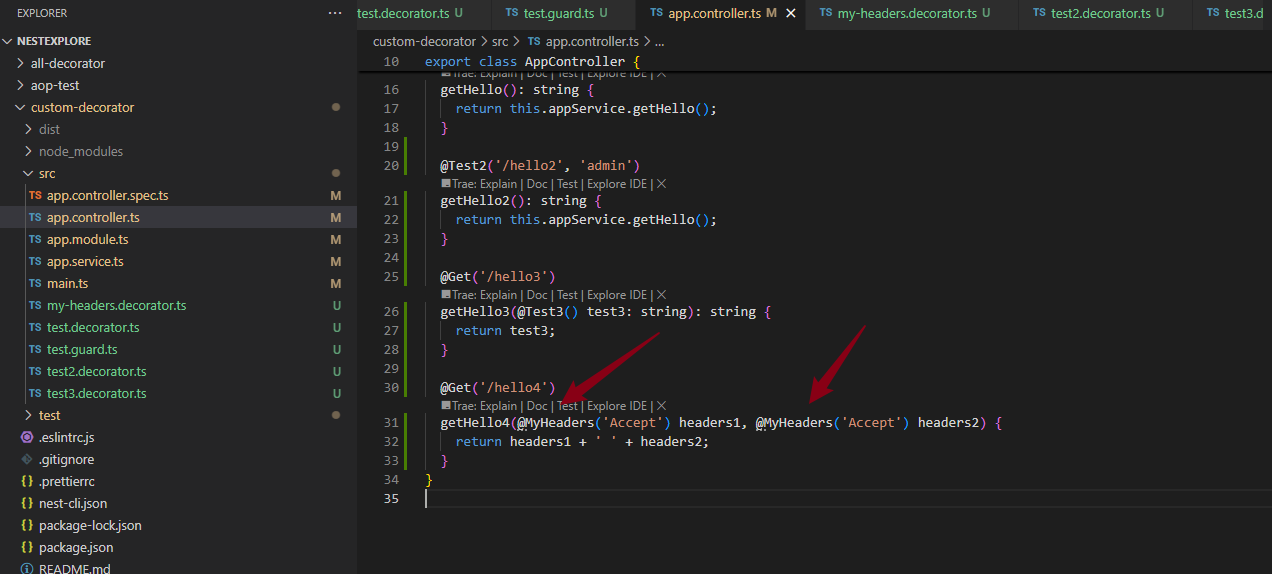 EXPLORER ...
NESTEXPLORE
all-decorator
aop-test
custom-decorator
dist
node_modules
src
TS app.controller.spec.ts M
TS app.controller.ts M
TS app.module.ts M
TS app.service.ts M
TS main.ts M
TS my-headers.decorator.ts U
TS test.decorator.ts U
TS test.guard.ts U
TS test2.decorator.ts U
TS test3.decorator.ts U
test
.eslintrc.js
.gitignore
.prettierrc
{} nest-cli.json
{} package-lock.json
{} package.json
README.md
test.decorator.ts U TS test.guard.ts U TS app.controller.ts M × TS my-headers.decorator.ts U TS test2.decorator.ts U TS test3.d
custom-decorator > src > TS app.controller.ts > ...
10 export class AppController {
Trae: Explain | Doc | Test | Explore IDE | ×
16 getHello(): string {
17 return this.appService.getHello();
18 }
19
20 @Test2('/hello2', 'admin')
Trae: Explain | Doc | Test | Explore IDE | ×
21 getHello2(): string {
22 return this.appService.getHello();
23 }
24
25 @Get('/hello3')
Trae: Explain | Doc | Test | Explore IDE | ×
26 getHello3(@Test3() test3: string): string {
27 return test3;
28 }
29
30 @Get('/hello4')
Trae: Explain | Doc | Test | Explore IDE | ×
31 getHello4(@MyHeaders('Accept') headers1, @MyHeaders('Accept') headers2) {
32 return headers1 + ' ' + headers2;
33 }
34 }
35